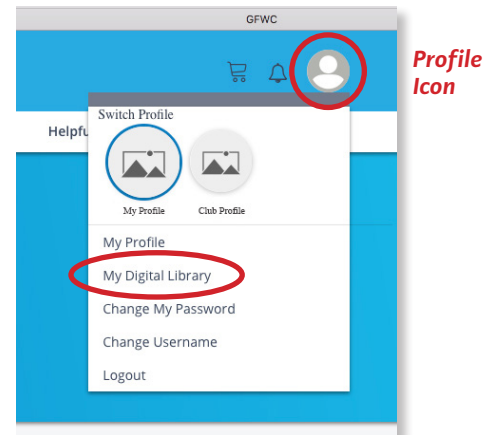 GFWC
Profile
Icon
Switch Profile
Helpfu
My Profile Club Profile
My Profile
My Digital Library
Change My Password
Change Username
Logout